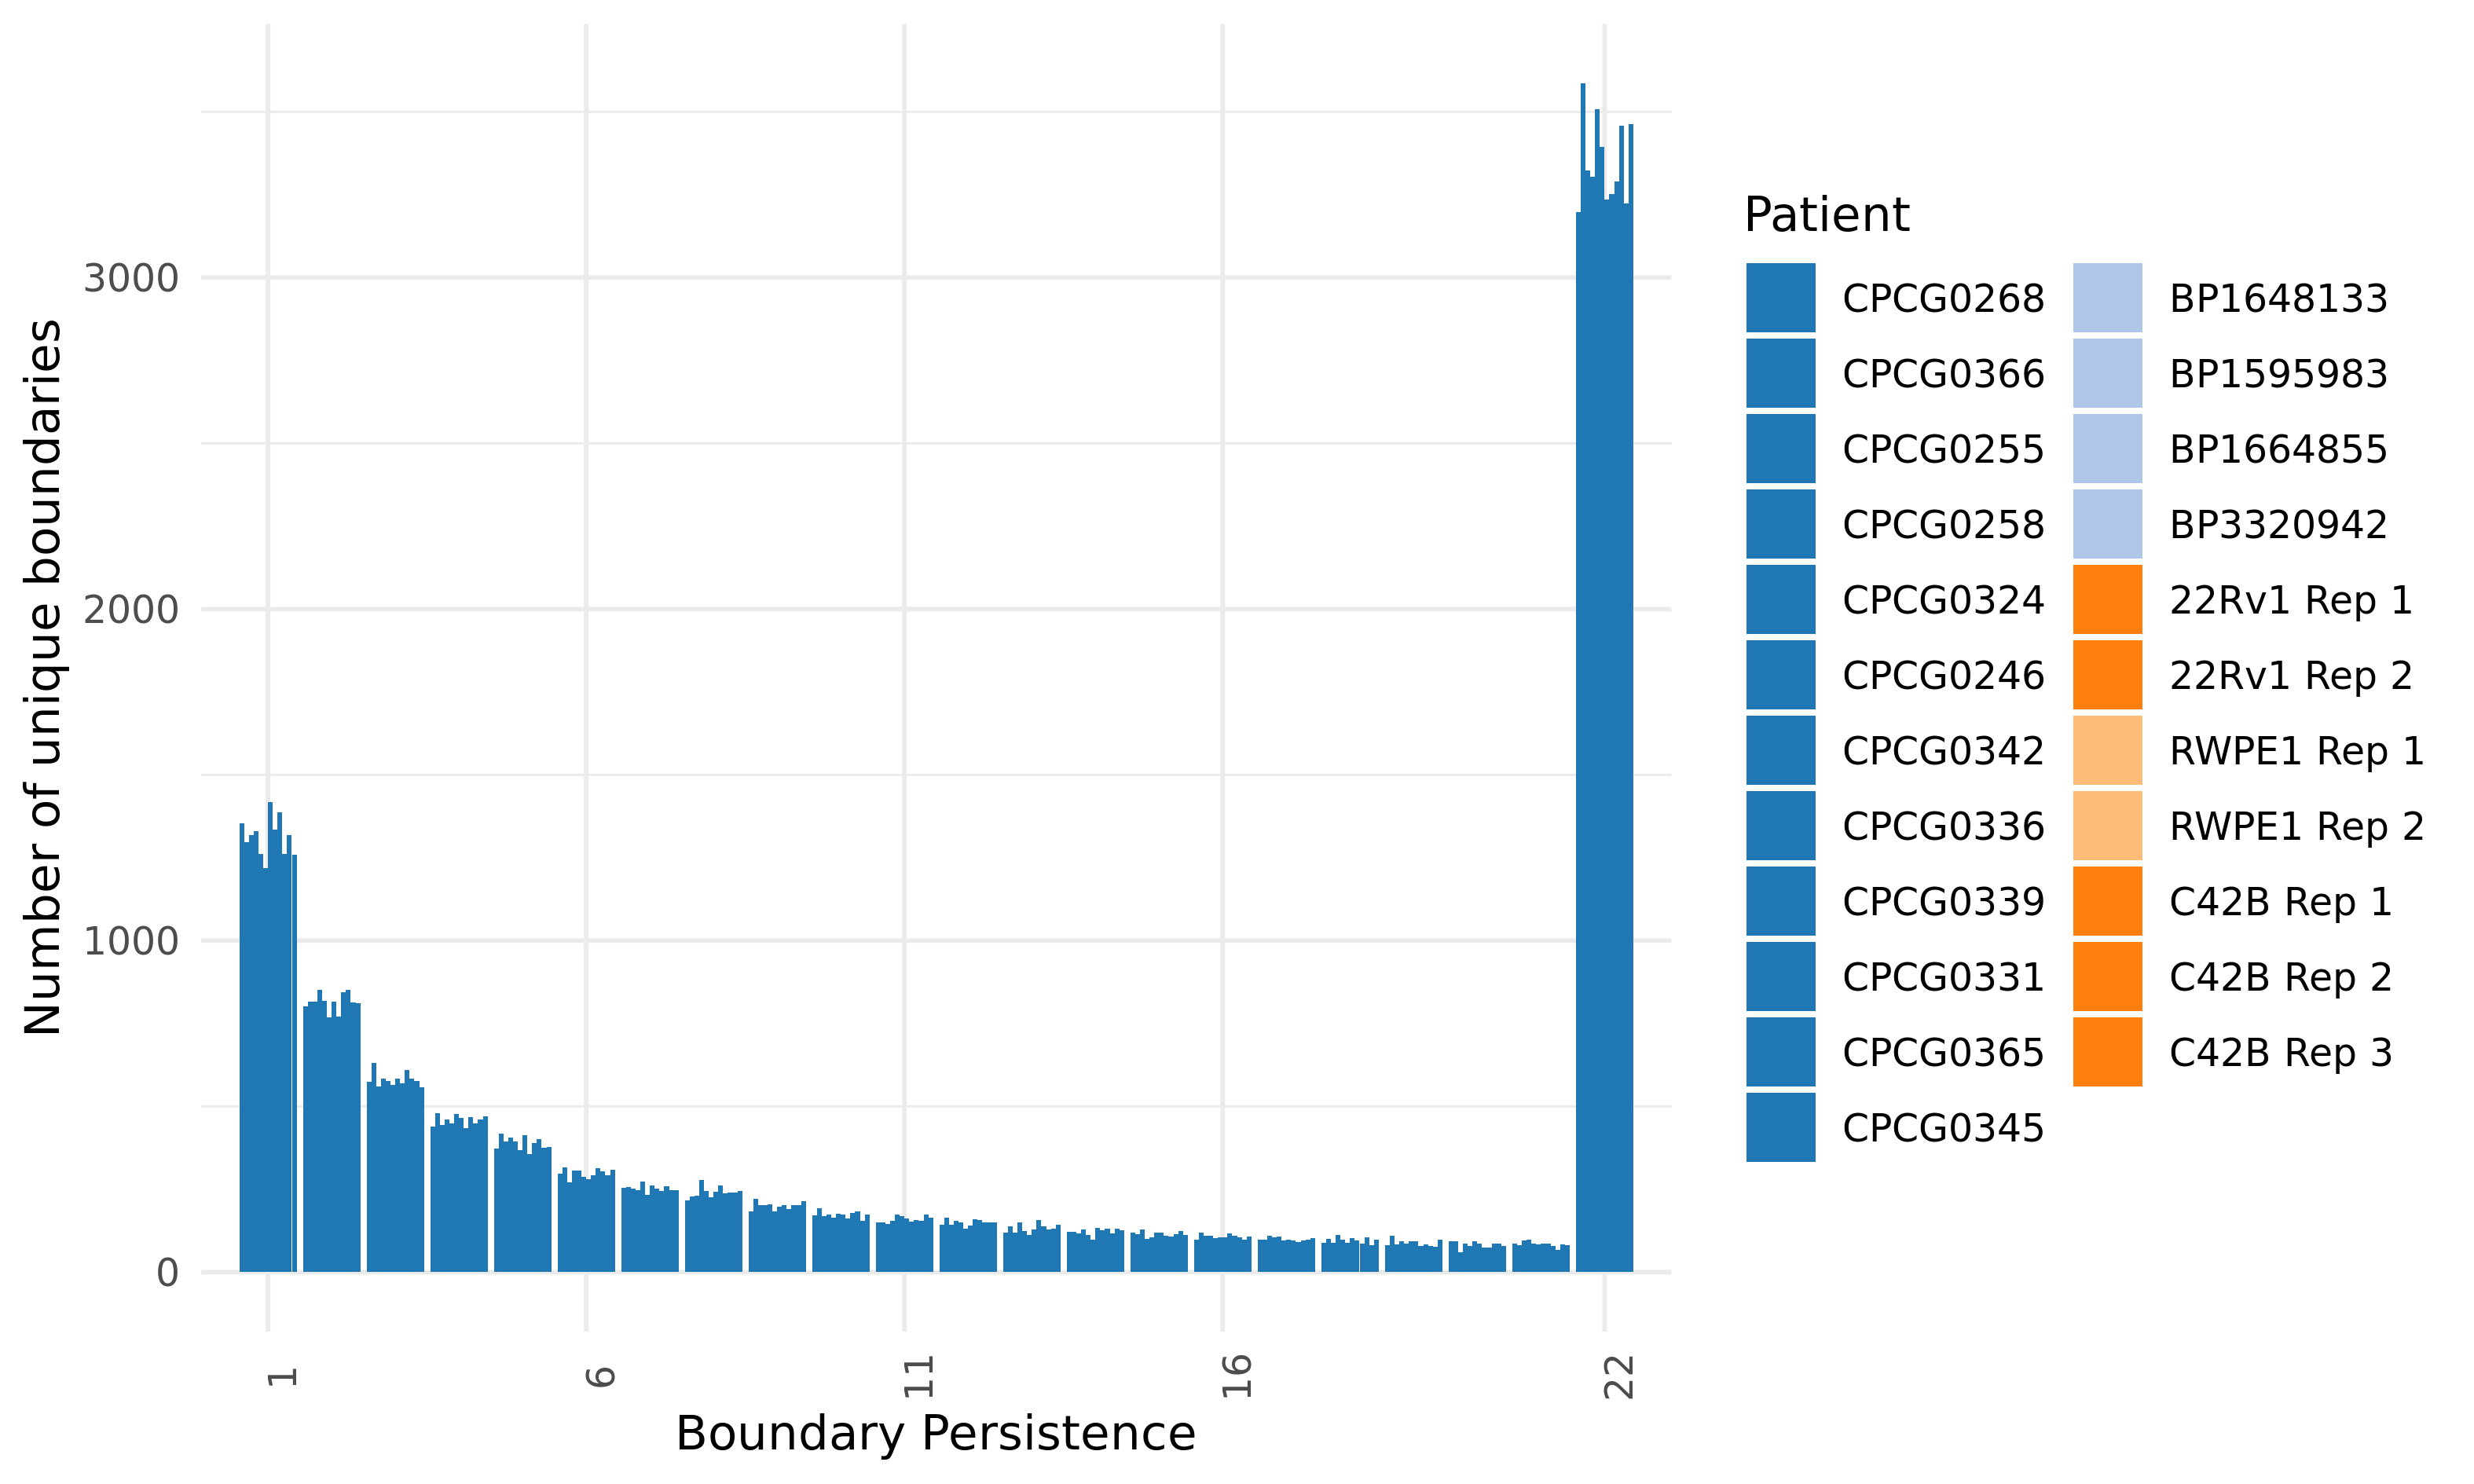 Number of unique boundaries
3000
2000
1000
0
1
6
11
16
22
Boundary Persistence
Patient
CPCG0268
CPCG0366
CPCG0255
CPCG0258
CPCG0324
CPCG0246
CPCG0342
CPCG0336
CPCG0339
CPCG0331
CPCG0365
CPCG0345
BP1648133
BP1595983
BP1664855
BP3320942
22Rv1 Rep 1
22Rv1 Rep 2
RWPE1 Rep 1
RWPE1 Rep 2
C42B Rep 1
C42B Rep 2
C42B Rep 3